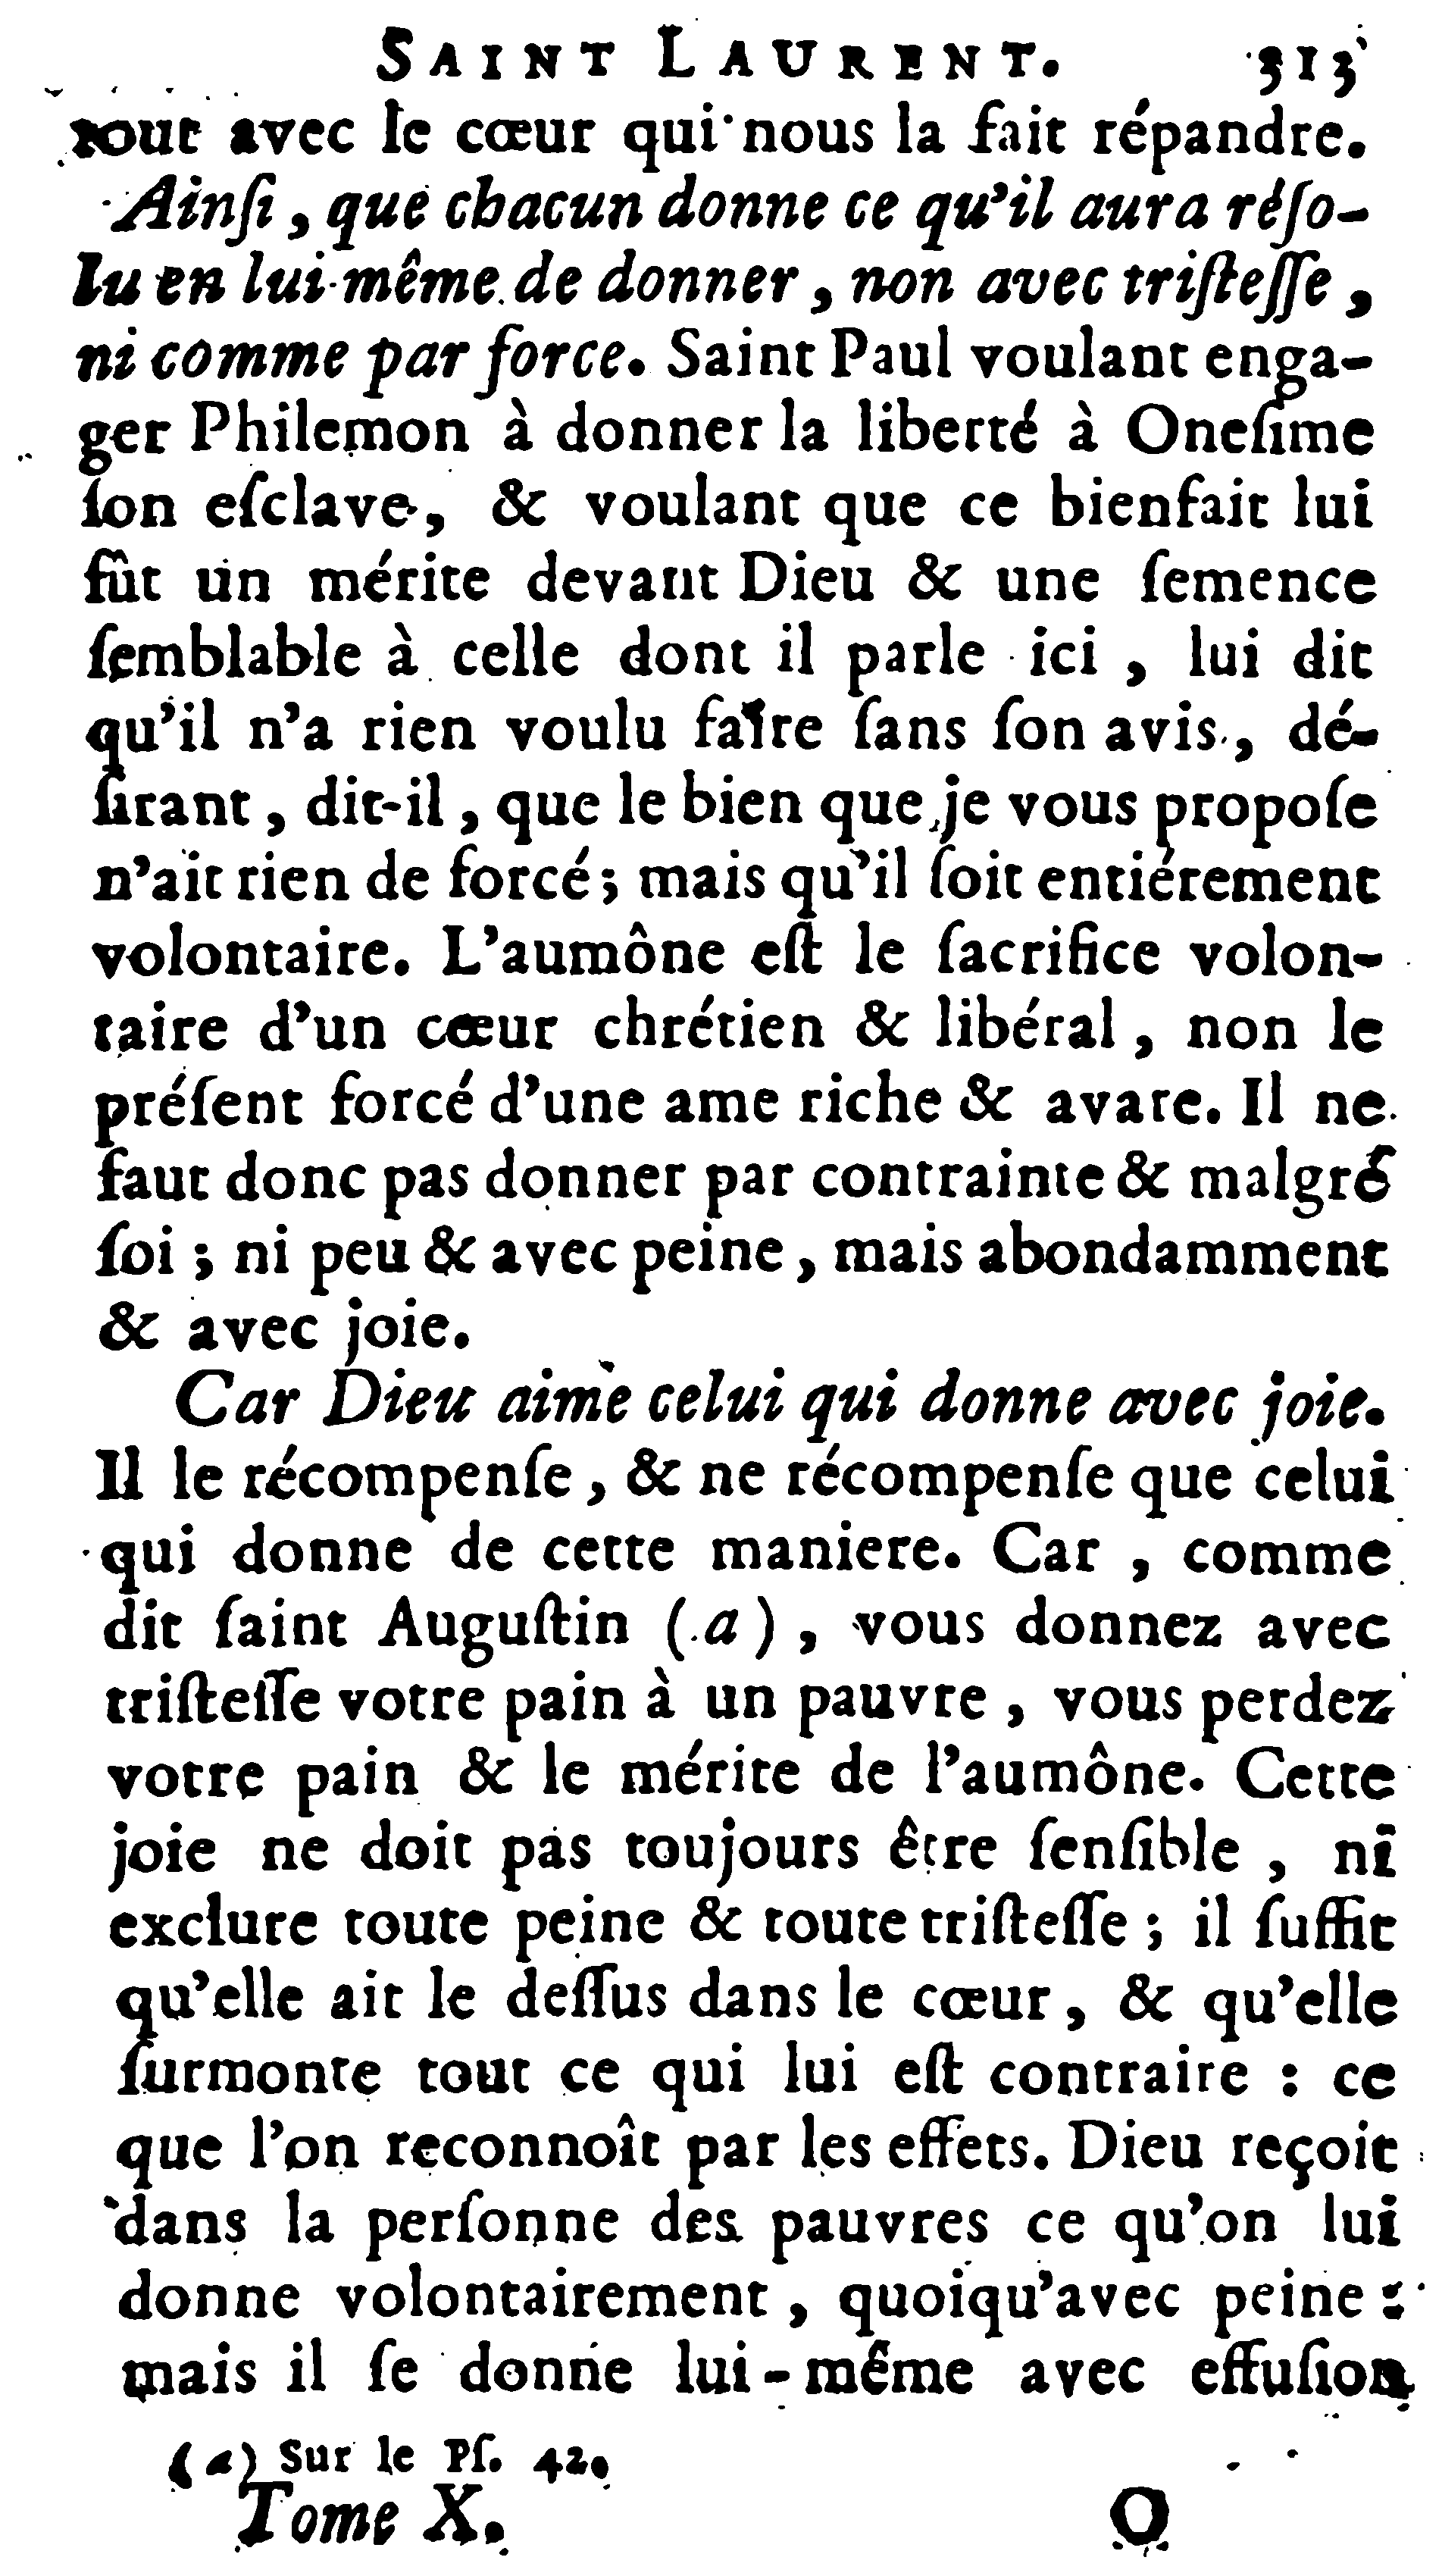 SAINT LAURENT. 313
tout avec le cœur qui nous la fait répandre.
Ainſi, que chacun donne ce qu'il aura réſo-
lu en lui-même de donner, non avec triſteſſe,
ni comme par force. Saint Paul voulant enga-
ger Philemon à donner la liberté à Oneſime
ſon eſclave, & voulant que ce bienfait lui
fût un mérite devant Dieu & une ſemence
ſemblable à celle dont il parle ici, lui dit
qu'il n'a rien voulu faire ſans ſon avis, dé-
ſirant, dit-il, que le bien que je vous propoſe
n'ait rien de forcé; mais qu'il ſoit entiérement
volontaire. L'aumône eſt le ſacrifice volon-
taire d'un cœur chrétien & libéral, non le
préſent forcé d'une ame riche & avare. Il ne
faut donc pas donner par contrainte & malgré
ſoi; ni peu & avec peine, mais abondamment
& avec joie.
Car Dieu aime celui qui donne avec joie.
Il le récompenſe, & ne récompenſe que celui
qui donne de cette maniere. Car, comme
dit ſaint Auguſtin (a), vous donnez avec
triſteſſe votre pain à un pauvre, vous perdez
votre pain & le mérite de l'aumône. Cette
joie ne doit pas toujours être ſenſible, ni
exclure toute peine & toute triſteſſe; il ſuffit
qu'elle ait le deſſus dans le cœur, & qu'elle
ſurmonte tout ce qui lui eſt contraire : ce
que l'on reconnoît par les effets. Dieu reçoit
dans la perſonne des pauvres ce qu'on lui
donne volontairement, quoiqu'avec peine :
mais il ſe donne lui-même avec effuſion
(a) Sur le Pſ. 42.
Tome X. O